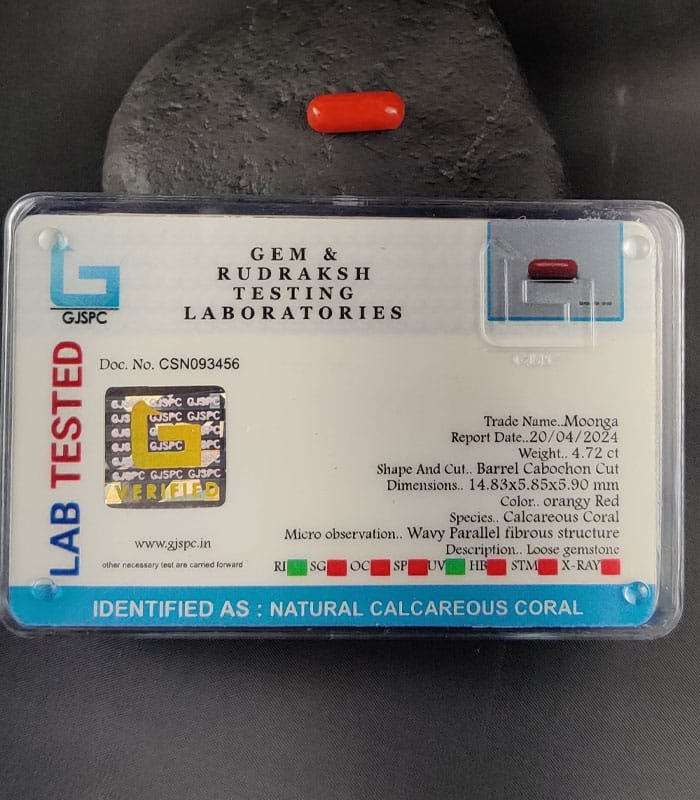 GEM &
RUDRAKSH
TESTING
LABORATORIES
GJSPC
GJSPC
Doc. No. CSN093456
LAB TESTED
GJSPC GJSPC
GJSPC GJSPC
GJSPC
GJSPC GJSPC GJSPC
VERIFIED
www.gjspc.in
other necessary test are carried forward
Trade Name..Moonga
Report Date..20/04/2024
Weight.. 4.72 ct
Shape And Cut.. Barrel Cabochon Cut
Dimensions.. 14.83x5.85x5.90 mm
Color.. orangy Red
Species.. Calcareous Coral
Micro observation.. Wavy Parallel fibrous structure
Description.. Loose gemstone
RI SG OC SP UV HB STM X-RAY
IDENTIFIED AS : NATURAL CALCAREOUS CORAL